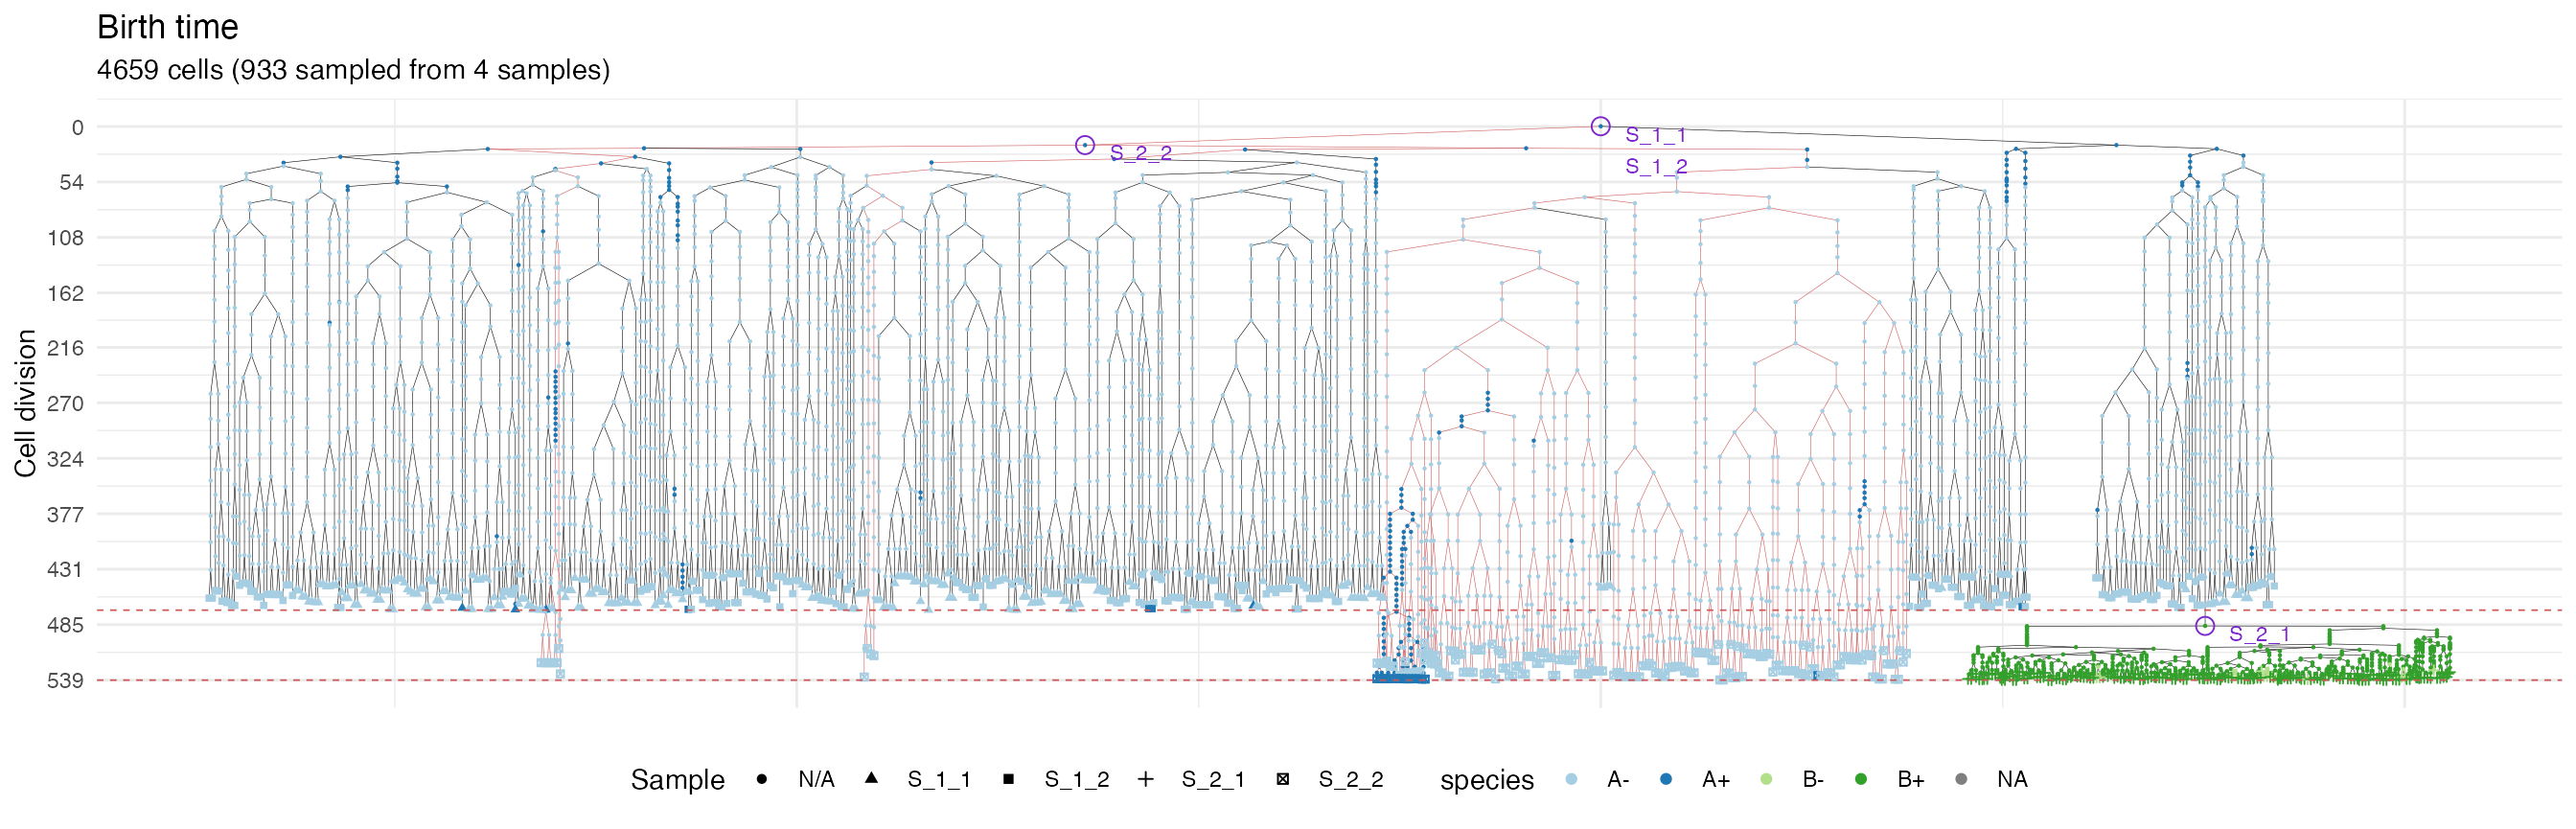 Birth time
4659 cells (933 sampled from 4 samples)
Cell division
0
54
108
162
216
270
324
377
431
485
539
S_1_1
S_2_2
S_1_2
S_2_1
Sample N/A S_1_1 S_1_2 S_2_1 S_2_2 species A- A+ B- B+ NA